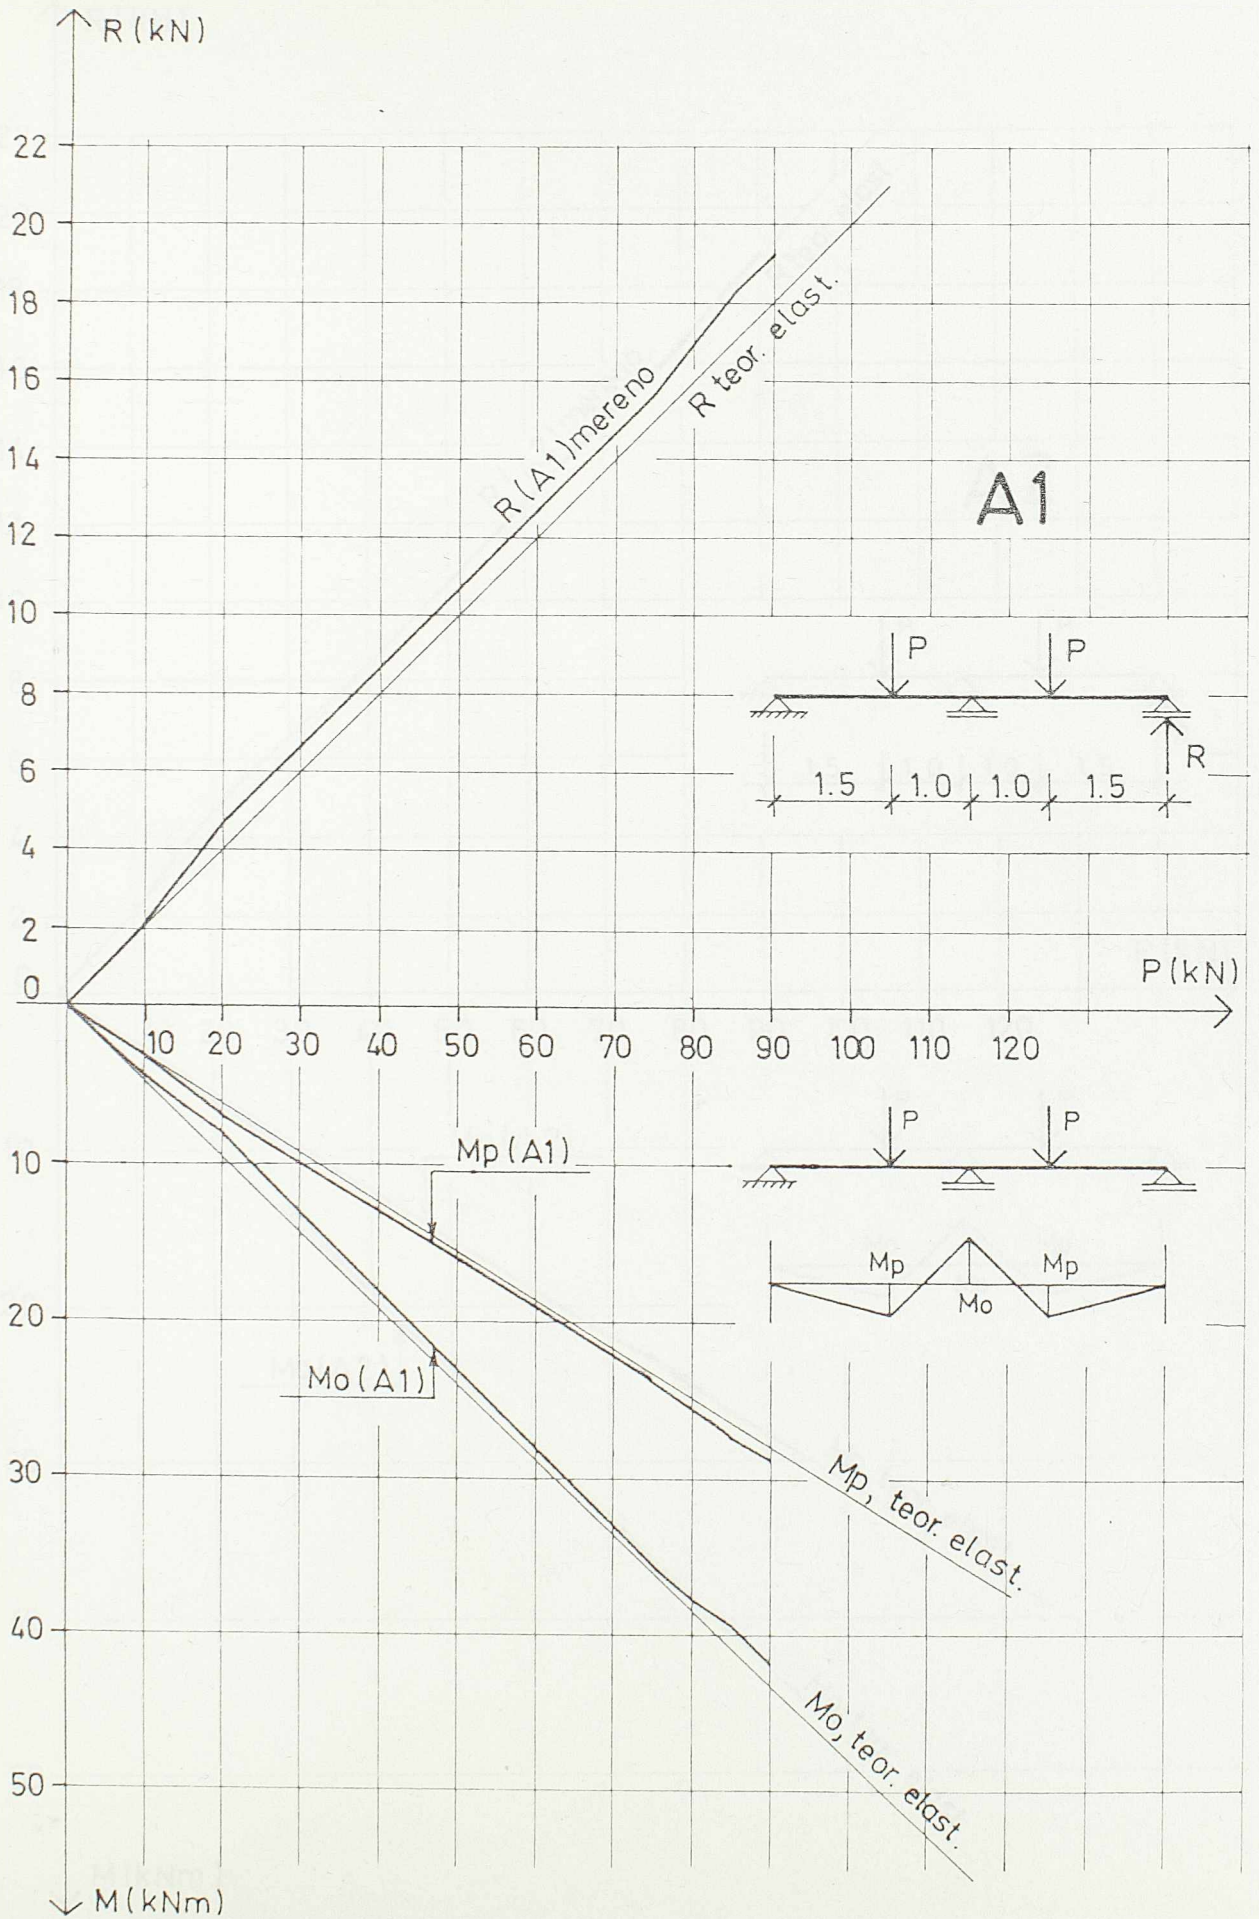 R (kN)
22
20
18
16
14
12
10
8
6
4
2
0
R (A1) mereno
R teor. elast.
A1
P
P
R
1.5
1.0
1.0
1.5
P (kN)
10 20 30 40 50 60 70 80 90 100 110 120
10
20
30
40
50
Mp (A1)
Mo (A1)
P
P
Mp
Mp
Mo
Mp, teor. elast.
Mo, teor. elast.
M (kNm)